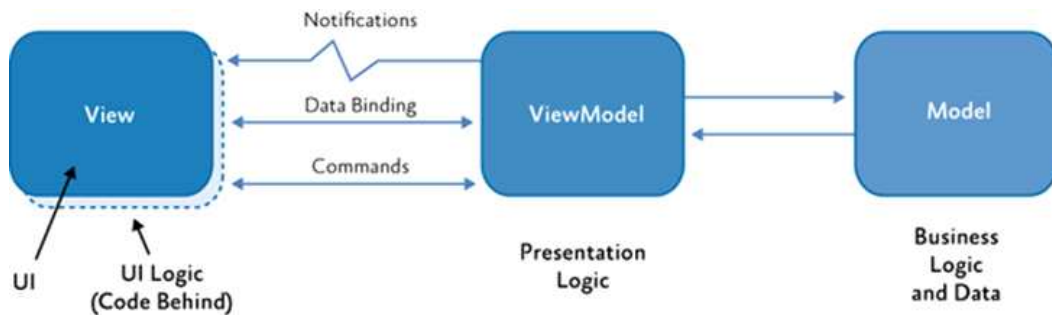 Notifications
View
Data Binding
ViewModel
Model
Commands
UI
UI Logic
(Code Behind)
Presentation
Logic
Business
Logic
and Data